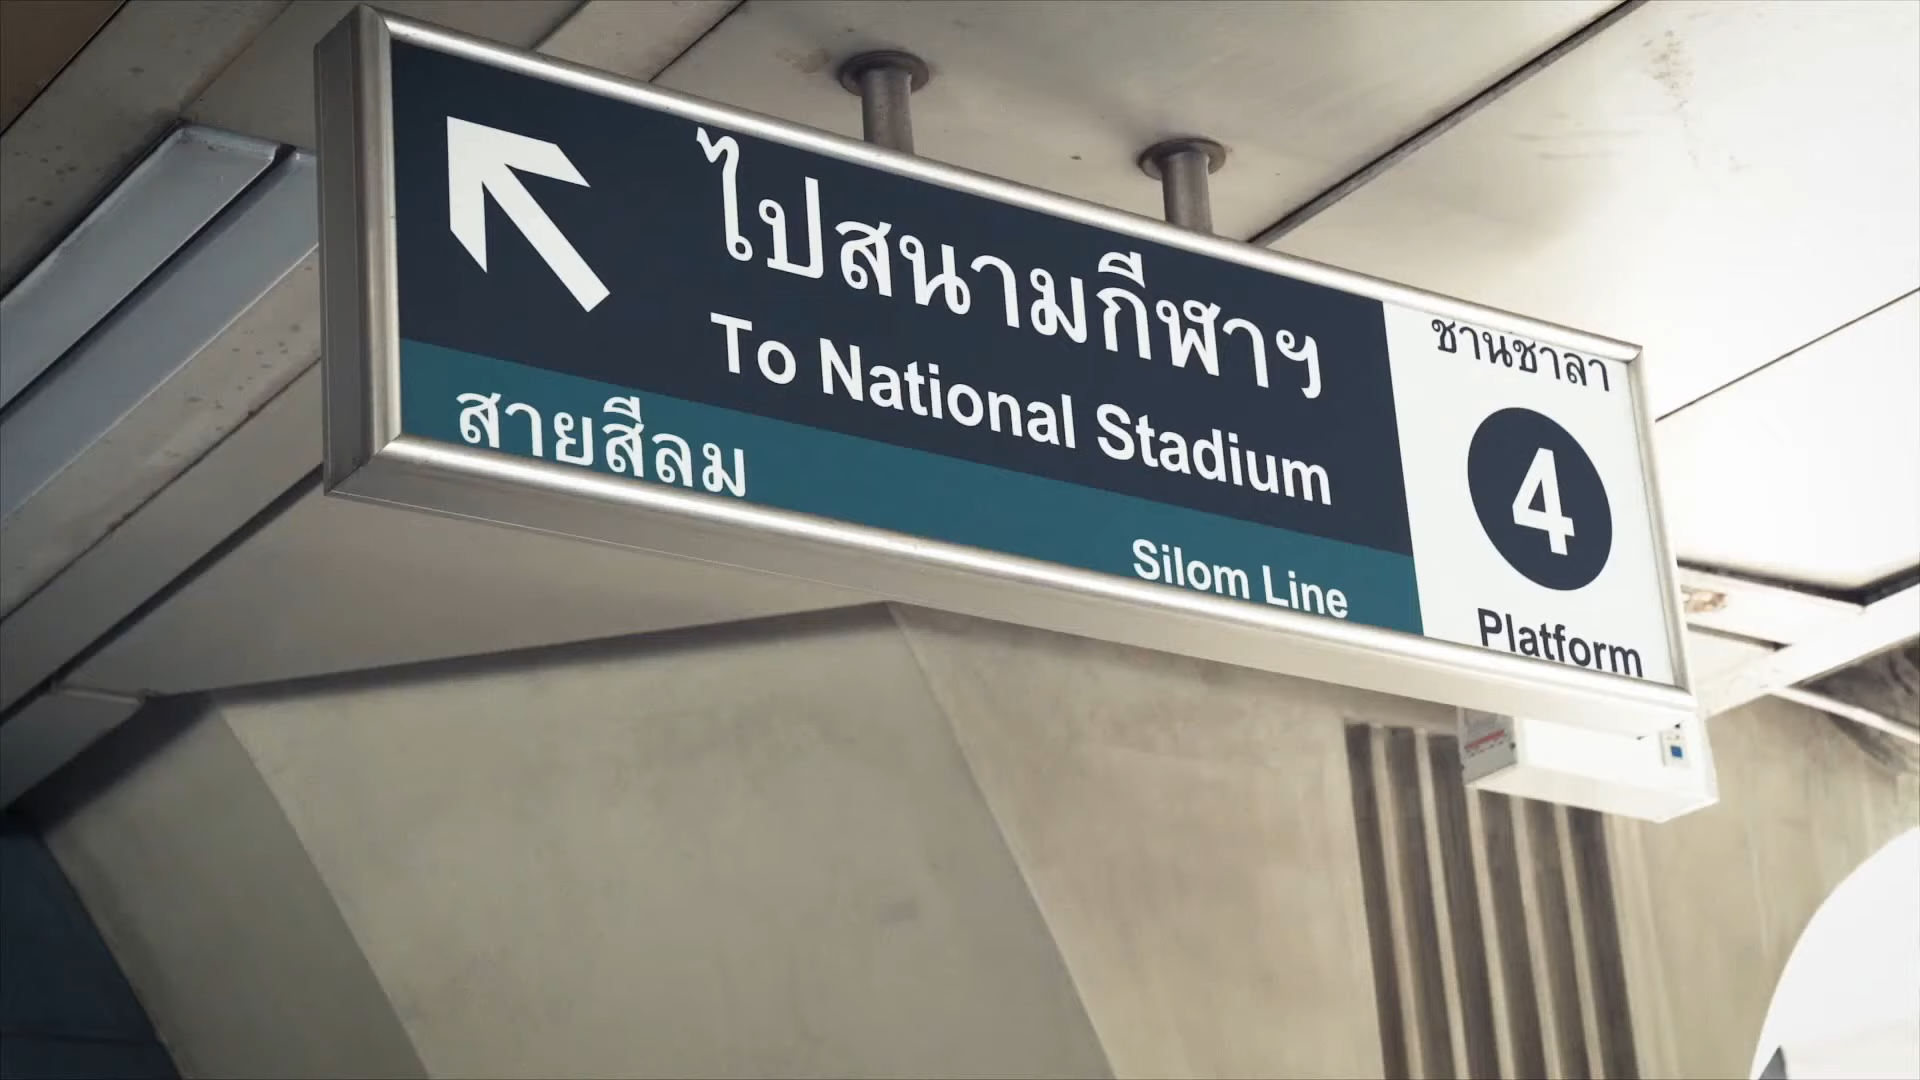 ไปสนามกีฬาฯ
To National Stadium
สายสีลม
Silom Line
ชานชาลา
4
Platform